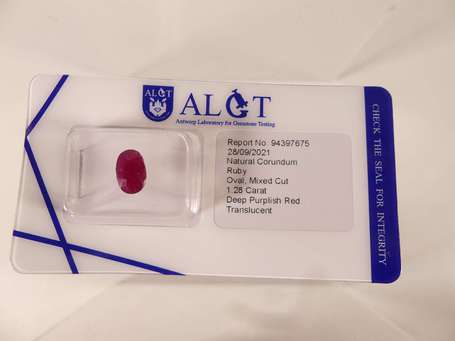 ALGT
ALGT
Antwerp Laboratory for Gemstone Testing
Report No. 94397675
28/09/2021
Natural Corundum
Ruby
Oval, Mixed Cut
1.28 Carat
Deep Purplish Red
Translucent
CHECK THE SEAL FOR INTEGRITY